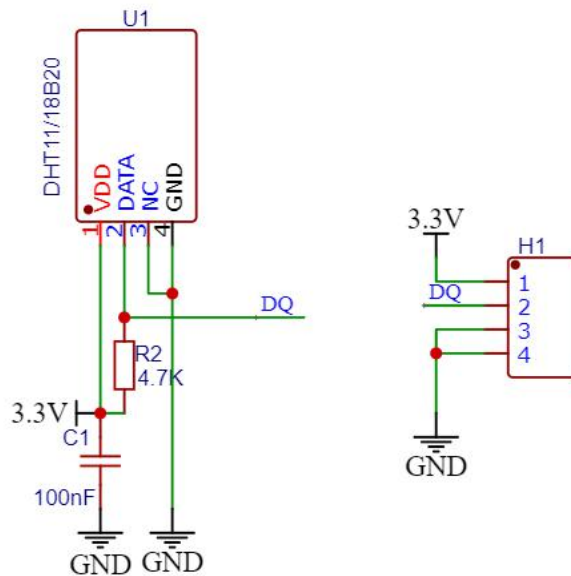 U1
DHT11/18B20
VDD
DATA
NC
GND
1
2
3
4
DQ
R2
4.7K
3.3V
C1
100nF
GND
GND
3.3V
H1
DQ
1
2
3
4
GND